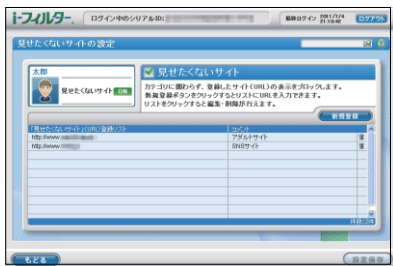 i-フィルター.
ログイン中のシリアルID:
最終ログイン 2011/7/4 21:10:42
ログアウト
見せたくないサイトの設定
太郎
見せたくないサイト ON
見せたくないサイト
カテゴリに関わらず、登録したサイト(URL)の表示をブロックします。
新規登録ボタンをクリックするとリストにURLを入力できます。
リストをクリックすると編集・削除が行えます。
新規登録
「見せたくないサイト」(URL)登録リスト コメント
http://www. アダルトサイト
http://www. SNSサイト
件数:2件
もどる
設定保存